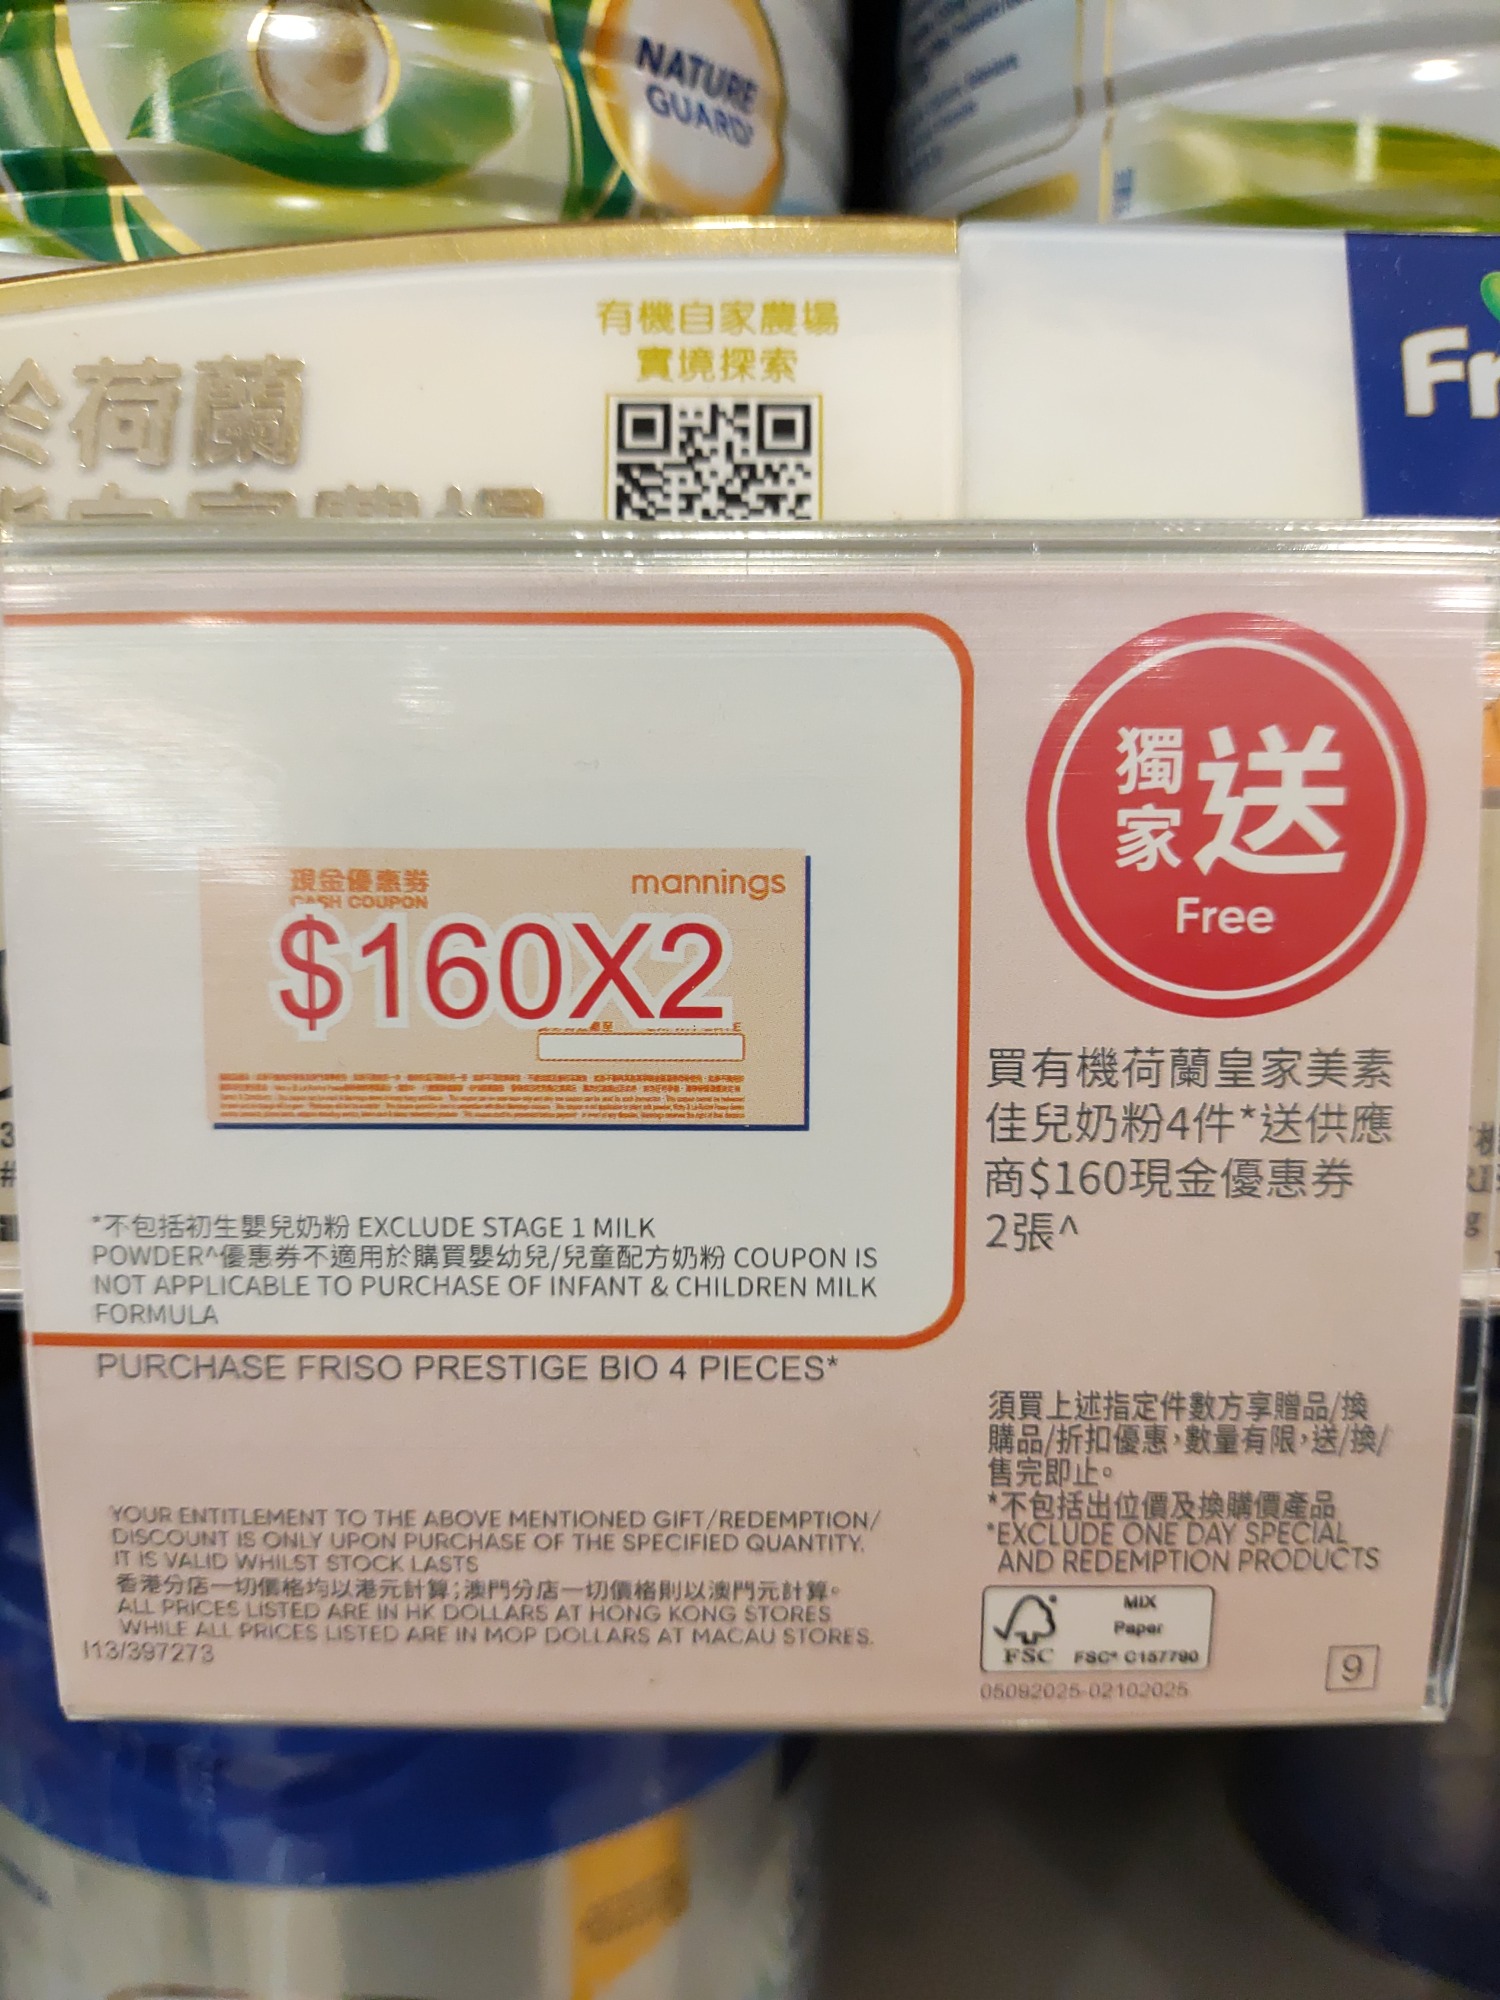 NATURE
GUARD
有機自家農場
實境探索
於荷蘭
Fr
獨家送
Free
現金優惠券
mannings
CASH COUPON
$160X2
買有機荷蘭皇家美素
佳兒奶粉4件*送供應
商$160現金優惠券
2張^
*不包括初生嬰兒奶粉 EXCLUDE STAGE 1 MILK
POWDER^優惠券不適用於購買嬰幼兒/兒童配方奶粉 COUPON IS
NOT APPLICABLE TO PURCHASE OF INFANT & CHILDREN MILK
FORMULA
PURCHASE FRISO PRESTIGE BIO 4 PIECES*
須買上述指定件數方享贈品/換
購品/折扣優惠，數量有限，送/換/
售完即止。
*不包括出位價及換購價產品
*EXCLUDE ONE DAY SPECIAL
AND REDEMPTION PRODUCTS
YOUR ENTITLEMENT TO THE ABOVE MENTIONED GIFT/REDEMPTION/
DISCOUNT IS ONLY UPON PURCHASE OF THE SPECIFIED QUANTITY.
IT IS VALID WHILST STOCK LASTS
香港分店一切價格均以港元計算；澳門分店一切價格則以澳門元計算。
ALL PRICES LISTED ARE IN HK DOLLARS AT HONG KONG STORES
WHILE ALL PRICES LISTED ARE IN MOP DOLLARS AT MACAU STORES.
I13/397273
MIX
Paper
FSC
FSC® C157790
05092025-02102025
9